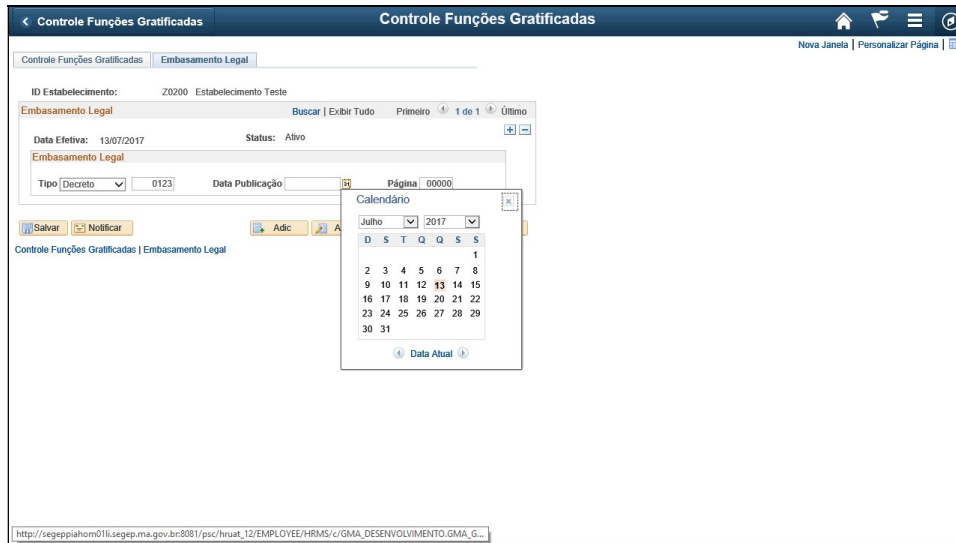 Controle Funções Gratificadas Controle Funções Gratificadas
Nova Janela | Personalizar Página |
Controle Funções Gratificadas Embasamento Legal
ID Estabelecimento: Z0200 Estabelecimento Teste
Embasamento Legal Buscar | Exibir Tudo Primeiro 1 de 1 Último
Data Efetiva: 13/07/2017 Status: Ativo
Embasamento Legal
Tipo Decreto 0123 Data Publicação Página 00000
Calendário
Julho 2017
Salvar Notificar Adic A
D S T Q Q S S
Controle Funções Gratificadas | Embasamento Legal
1
2 3 4 5 6 7 8
9 10 11 12 13 14 15
16 17 18 19 20 21 22
23 24 25 26 27 28 29
30 31
Data Atual
http://segeppiahom01li.segep.ma.gov.br:8081/psc/hruat_12/EMPLOYEE/HRMS/c/GMA_DESENVOLVIMENTO.GMA_G...